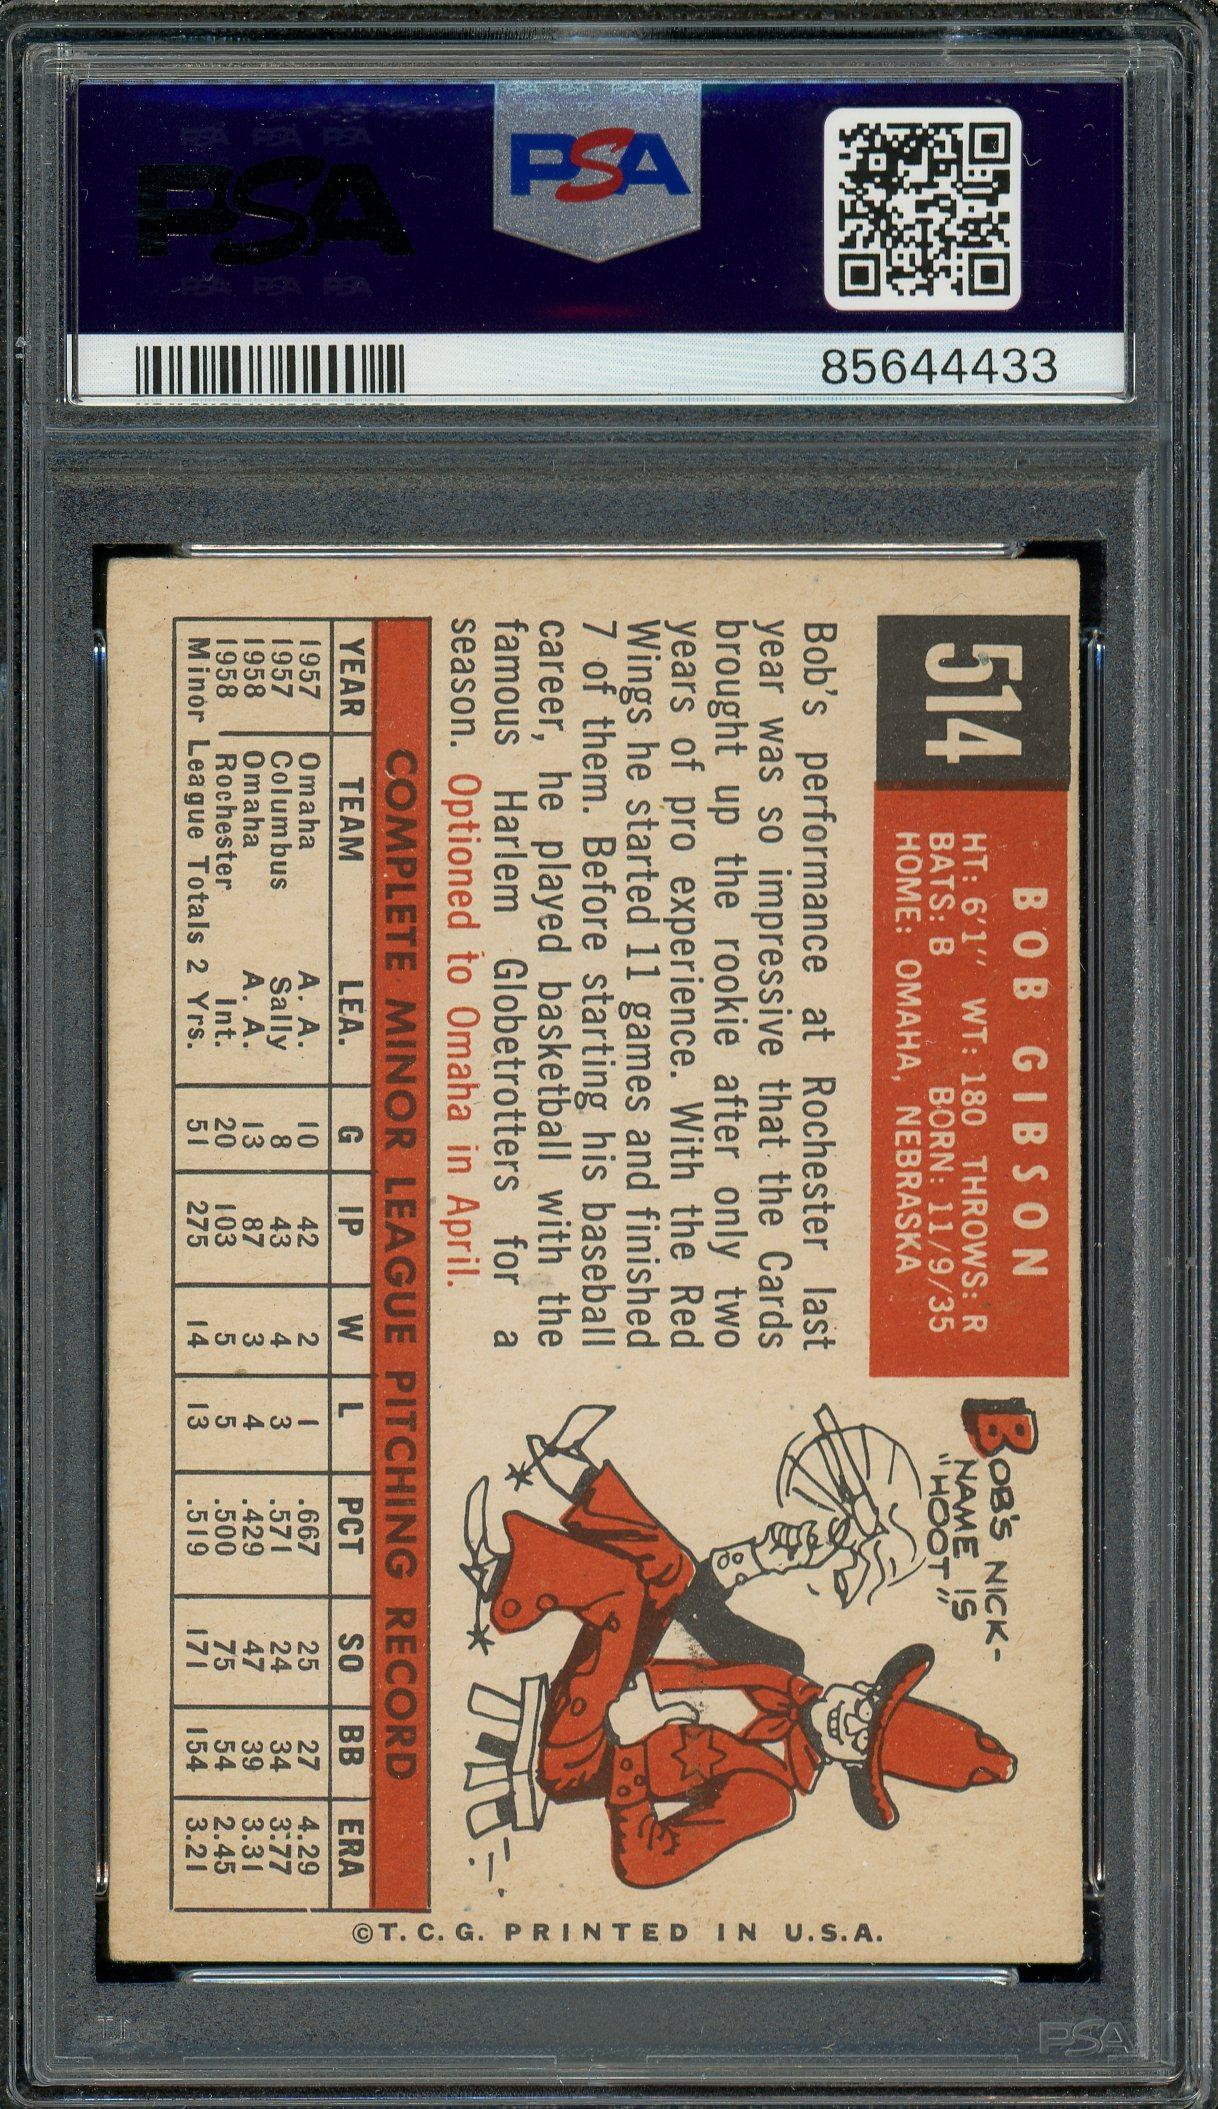 PSA
PSA PSA PSA
PSA
PSA PSA PSA
85644433
514
BOB GIBSON
HT: 6'1" WT: 180 THROWS: R
BATS: B BORN: 11/9/35
HOME: OMAHA, NEBRASKA
Bob's performance at Rochester last
year was so impressive that the Cards
brought up the rookie after only two
years of pro experience. With the Red
Wings he started 11 games and finished
7 of them. Before starting his baseball
career, he played basketball with the
famous Harlem Globetrotters for a
season. Optioned to Omaha in April.
BOB'S NICK-
NAME IS
"HOOT"
COMPLETE MINOR LEAGUE PITCHING RECORD
YEAR TEAM LEA. G IP W L PCT SO BB ERA
1957 Omaha A. A. 10 42 2 1 .667 25 27 4.29
1957 Columbus Sally 8 43 4 3 .571 24 34 3.77
1958 Omaha A. A. 13 87 3 4 .429 47 39 3.31
1958 Rochester Int. 20 103 5 5 .500 75 54 2.45
Minor League Totals 2 Yrs. 51 275 14 13 .519 171 154 3.21
©T.C.G. PRINTED IN U.S.A.
PSA